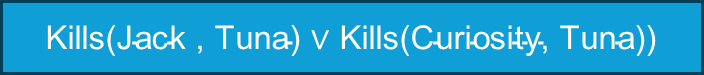 Kills(Jack , Tuna) ∨ Kills(Curiosity, Tuna))